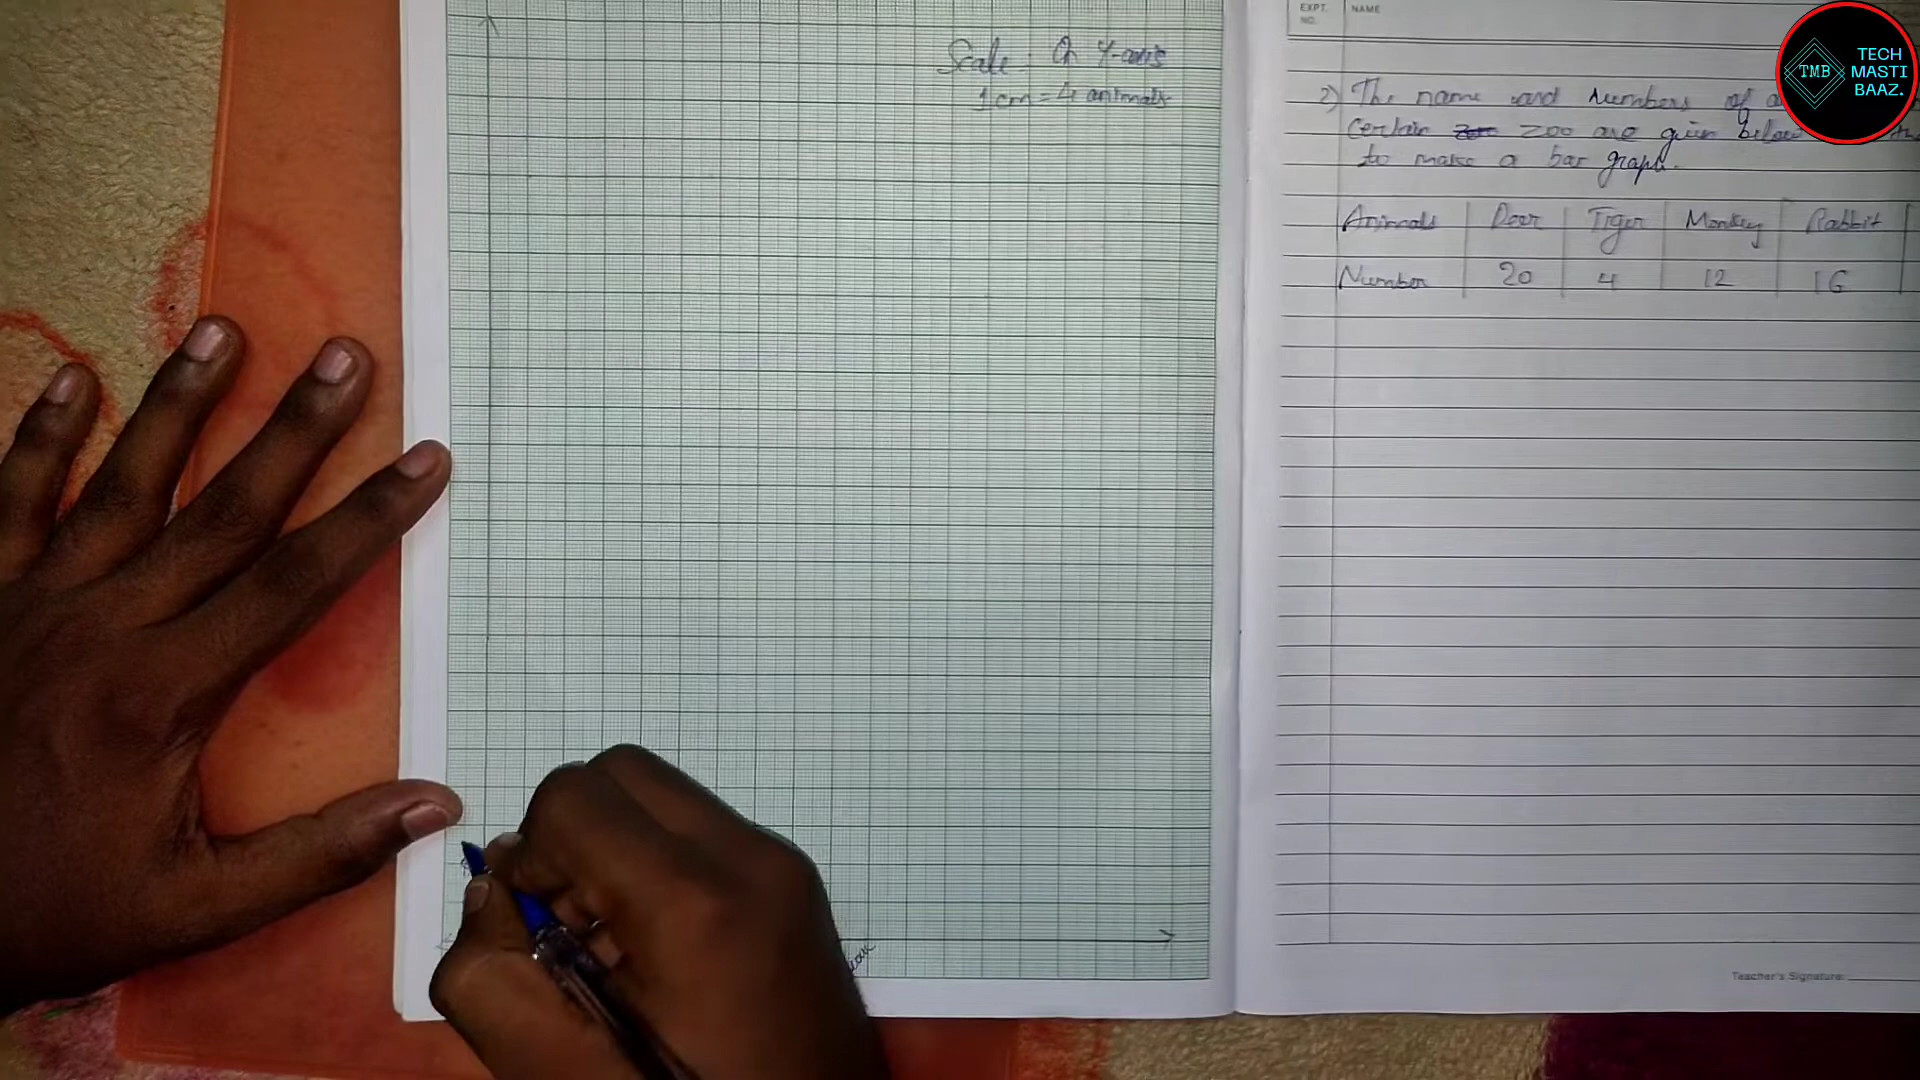 Scale - On Y-axis
1 cm = 4 animals
EXPT. NO. NAME
2) The name and numbers of
certain zoo are given below
to make a bar graph.
Animals Deer Tiger Monkey Rabbit
Number 20 4 12 16
Teacher's Signature:
TMB TECH MASTI BAAZ.